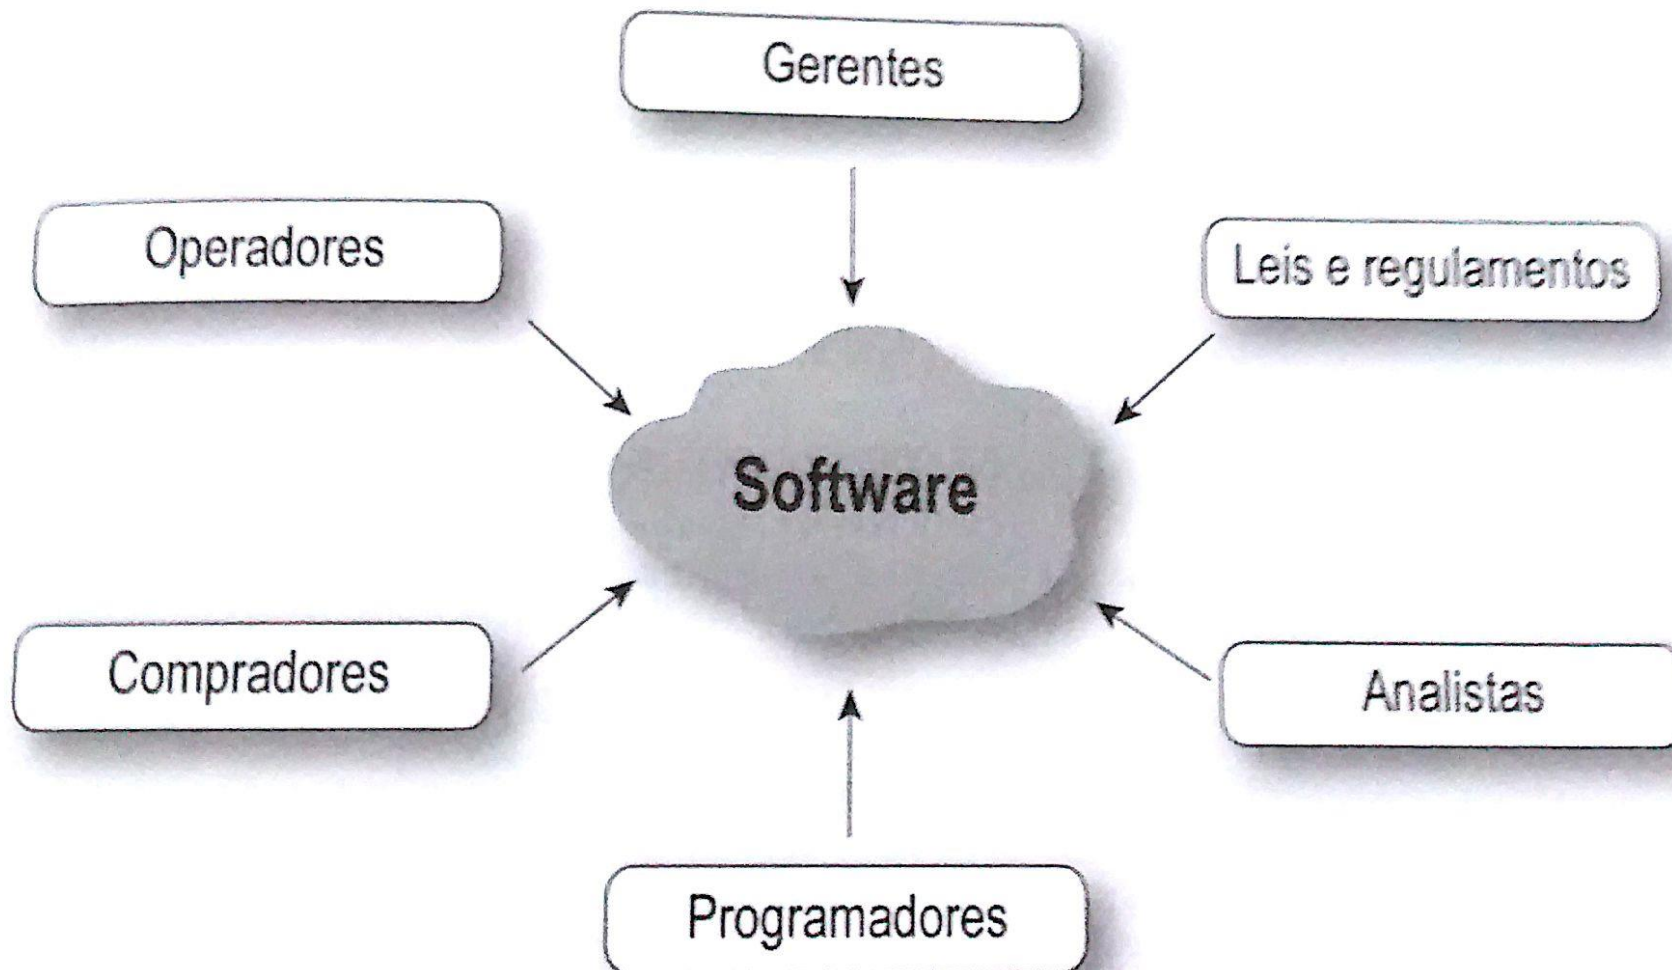 Gerentes
Operadores
Leis e regulamentos
Software
Compradores
Analistas
Programadores